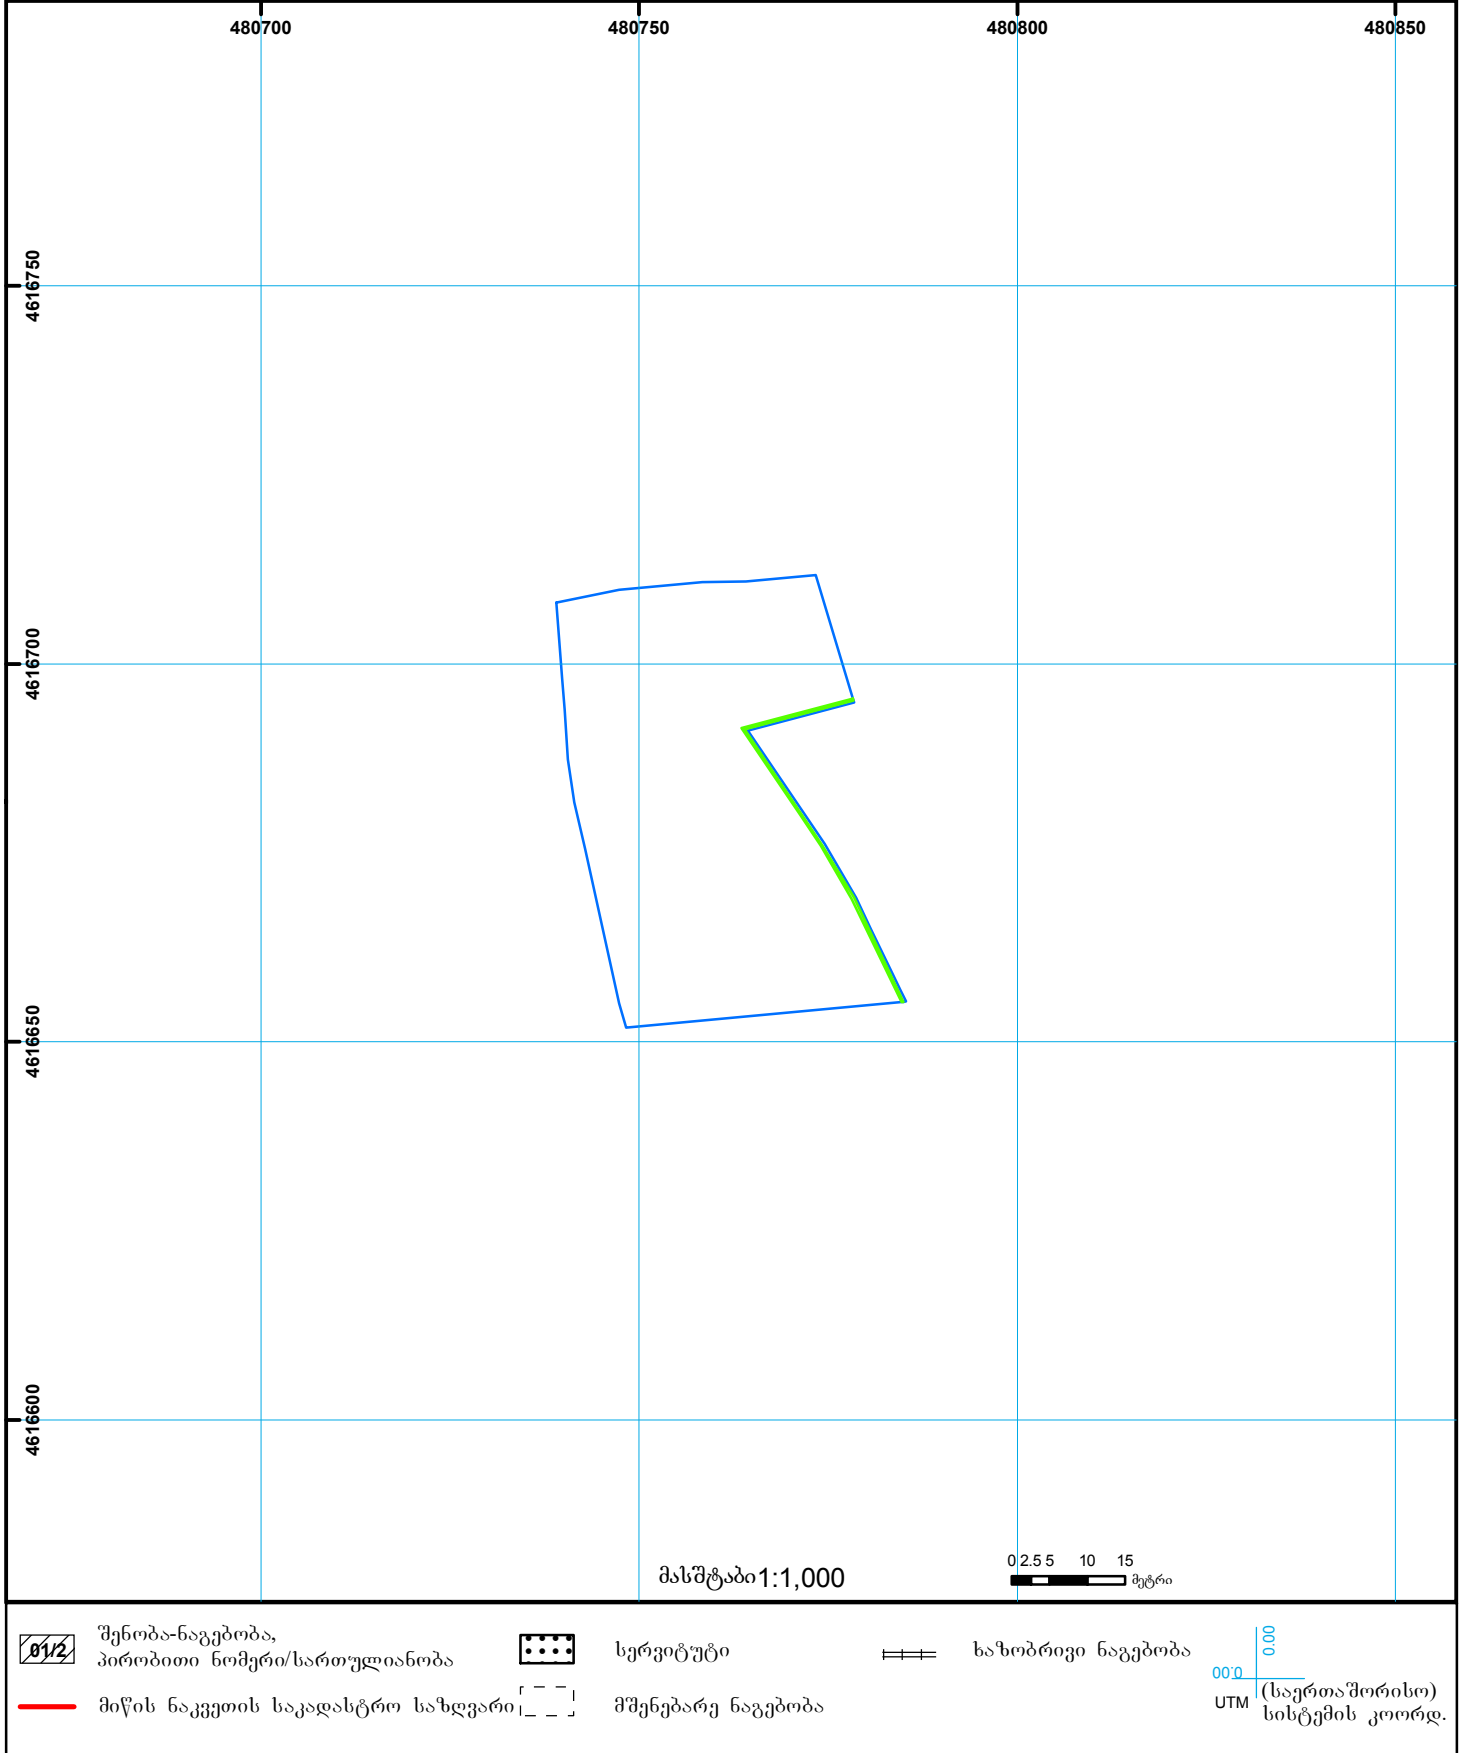 480700 480750 480800 480850
4616750
4616700
4616650
4616600
მასშტაბი 1:1,000
0 2.5 5 10 15
მეტრი
01/2
შენობა-ნაგებობა,
პირობითი ნომერი/სართულიანობა
სერვიტუტი
ხაზობრივი ნაგებობა
მიწის ნაკვეთის საკადასტრო საზღვარი
მშენებარე ნაგებობა
0.00
00.0
UTM (საერთაშორისო)
სისტემის კოორდ.